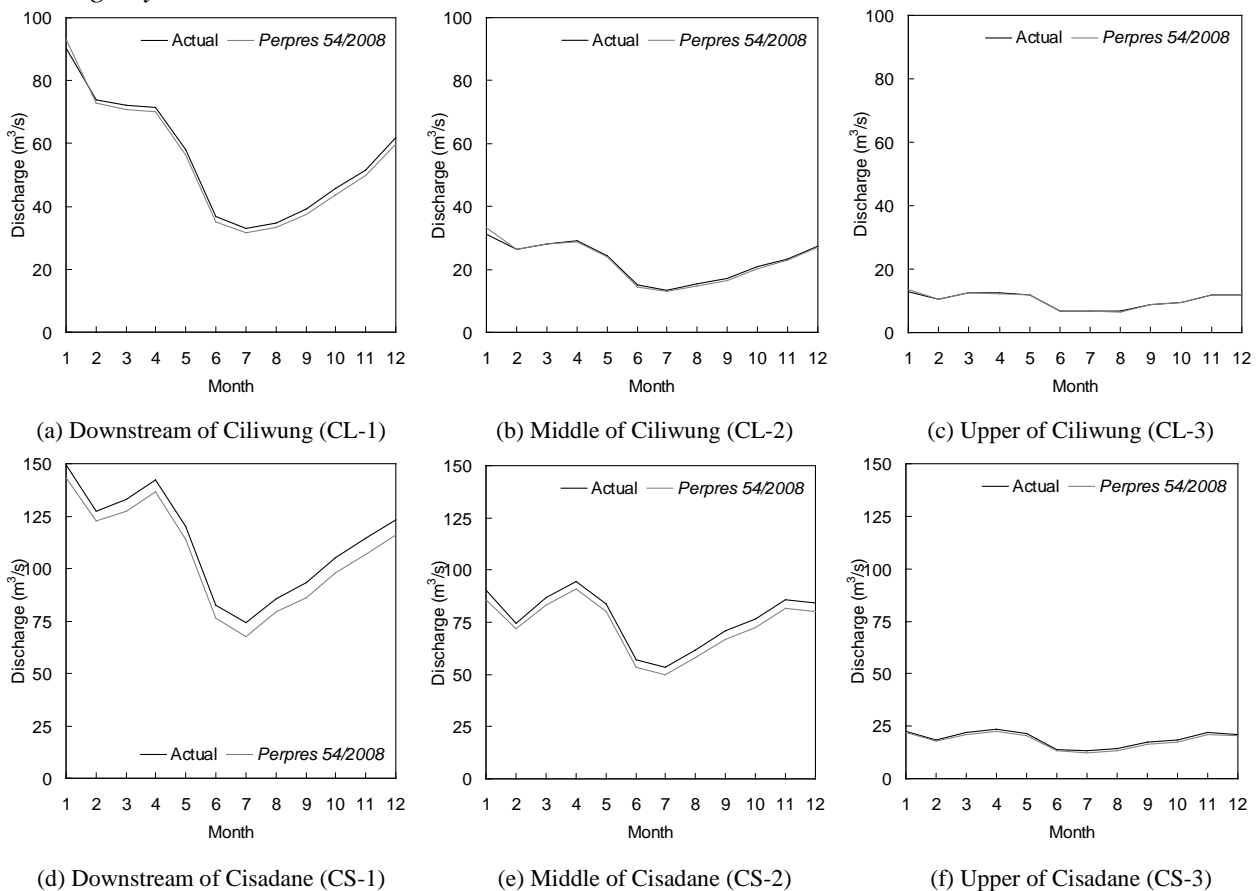 100
80
60
40
20
0
Discharge (m3/s)
Actual Perpres 54/2008
1 2 3 4 5 6 7 8 9 10 11 12
Month
(a) Downstream of Ciliwung (CL-1)
100
80
60
40
20
0
Discharge (m3/s)
Actual Perpres 54/2008
1 2 3 4 5 6 7 8 9 10 11 12
Month
(b) Middle of Ciliwung (CL-2)
100
80
60
40
20
0
Discharge (m3/s)
Actual Perpres 54/2008
1 2 3 4 5 6 7 8 9 10 11 12
Month
(c) Upper of Ciliwung (CL-3)
150
125
100
75
50
25
0
Discharge (m3/s)
Actual Perpres 54/2008
1 2 3 4 5 6 7 8 9 10 11 12
Month
(d) Downstream of Cisadane (CS-1)
150
125
100
75
50
25
0
Discharge (m3/s)
Actual Perpres 54/2008
1 2 3 4 5 6 7 8 9 10 11 12
Month
(e) Middle of Cisadane (CS-2)
150
125
100
75
50
25
0
Discharge (m3/s)
Actual Perpres 54/2008
1 2 3 4 5 6 7 8 9 10 11 12
Month
(f) Upper of Cisadane (CS-3)